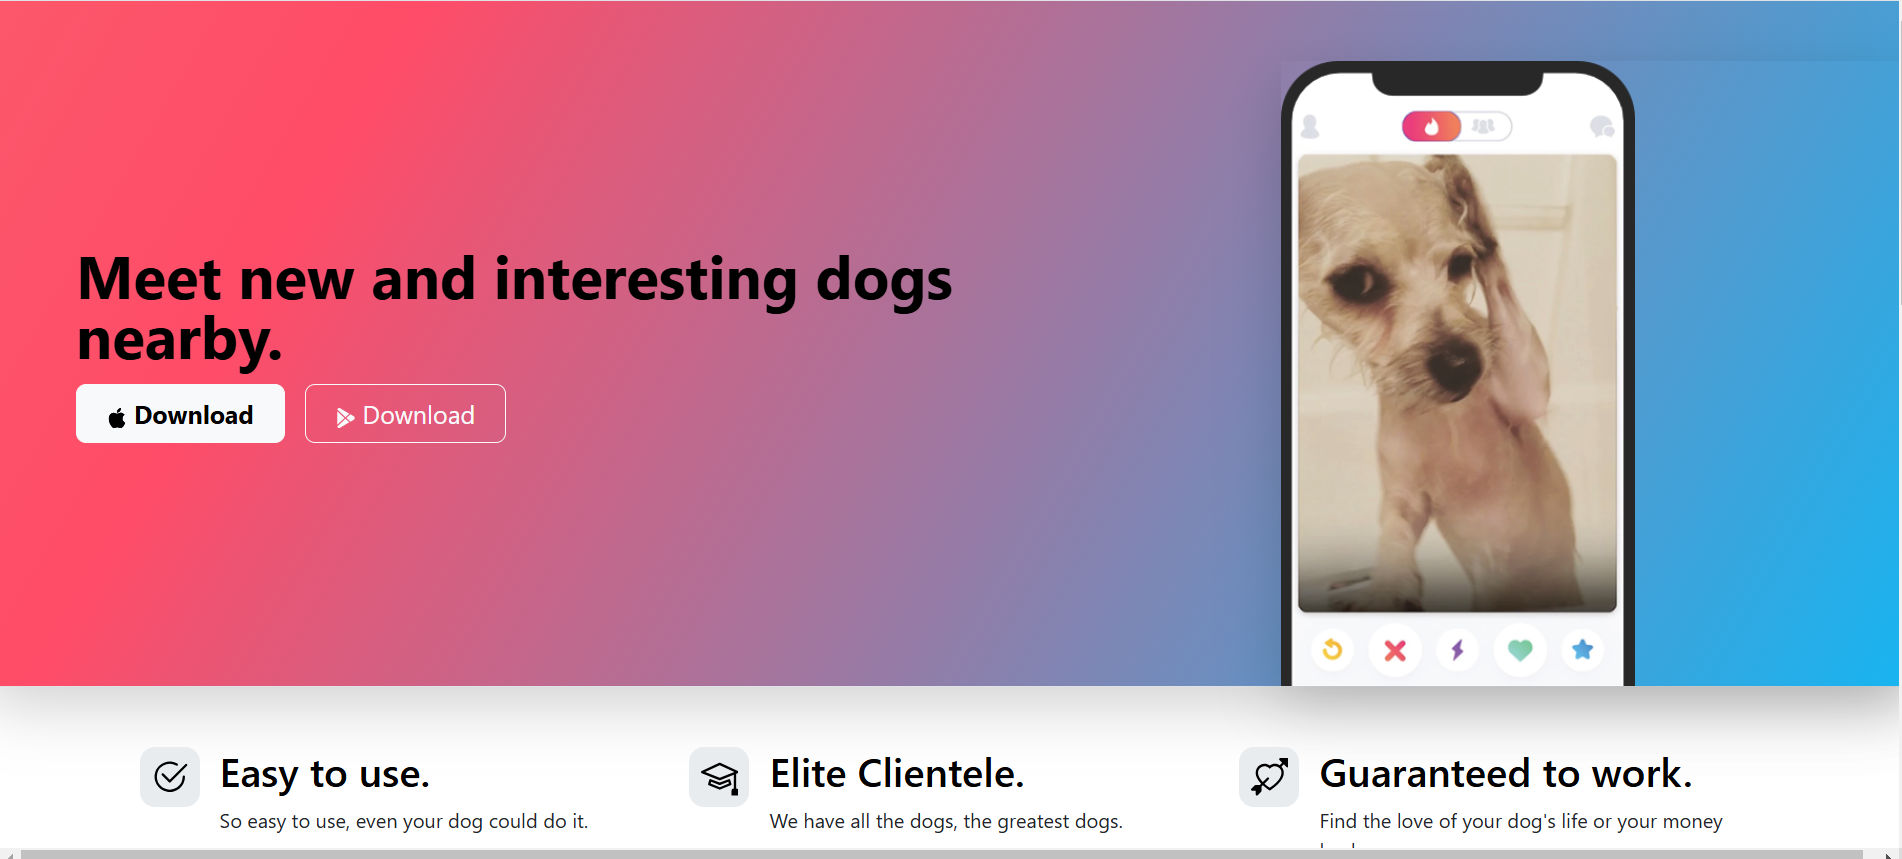 Meet new and interesting dogs
nearby.
Download
Download
Easy to use.
So easy to use, even your dog could do it.
Elite Clientele.
We have all the dogs, the greatest dogs.
Guaranteed to work.
Find the love of your dog's life or your money